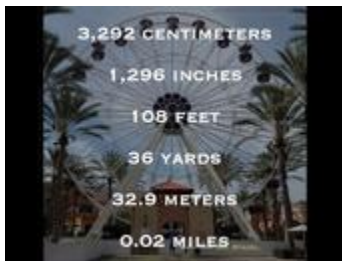 3,292 CENTIMETERS
1,296 INCHES
108 FEET
36 YARDS
32.9 METERS
0.02 MILES